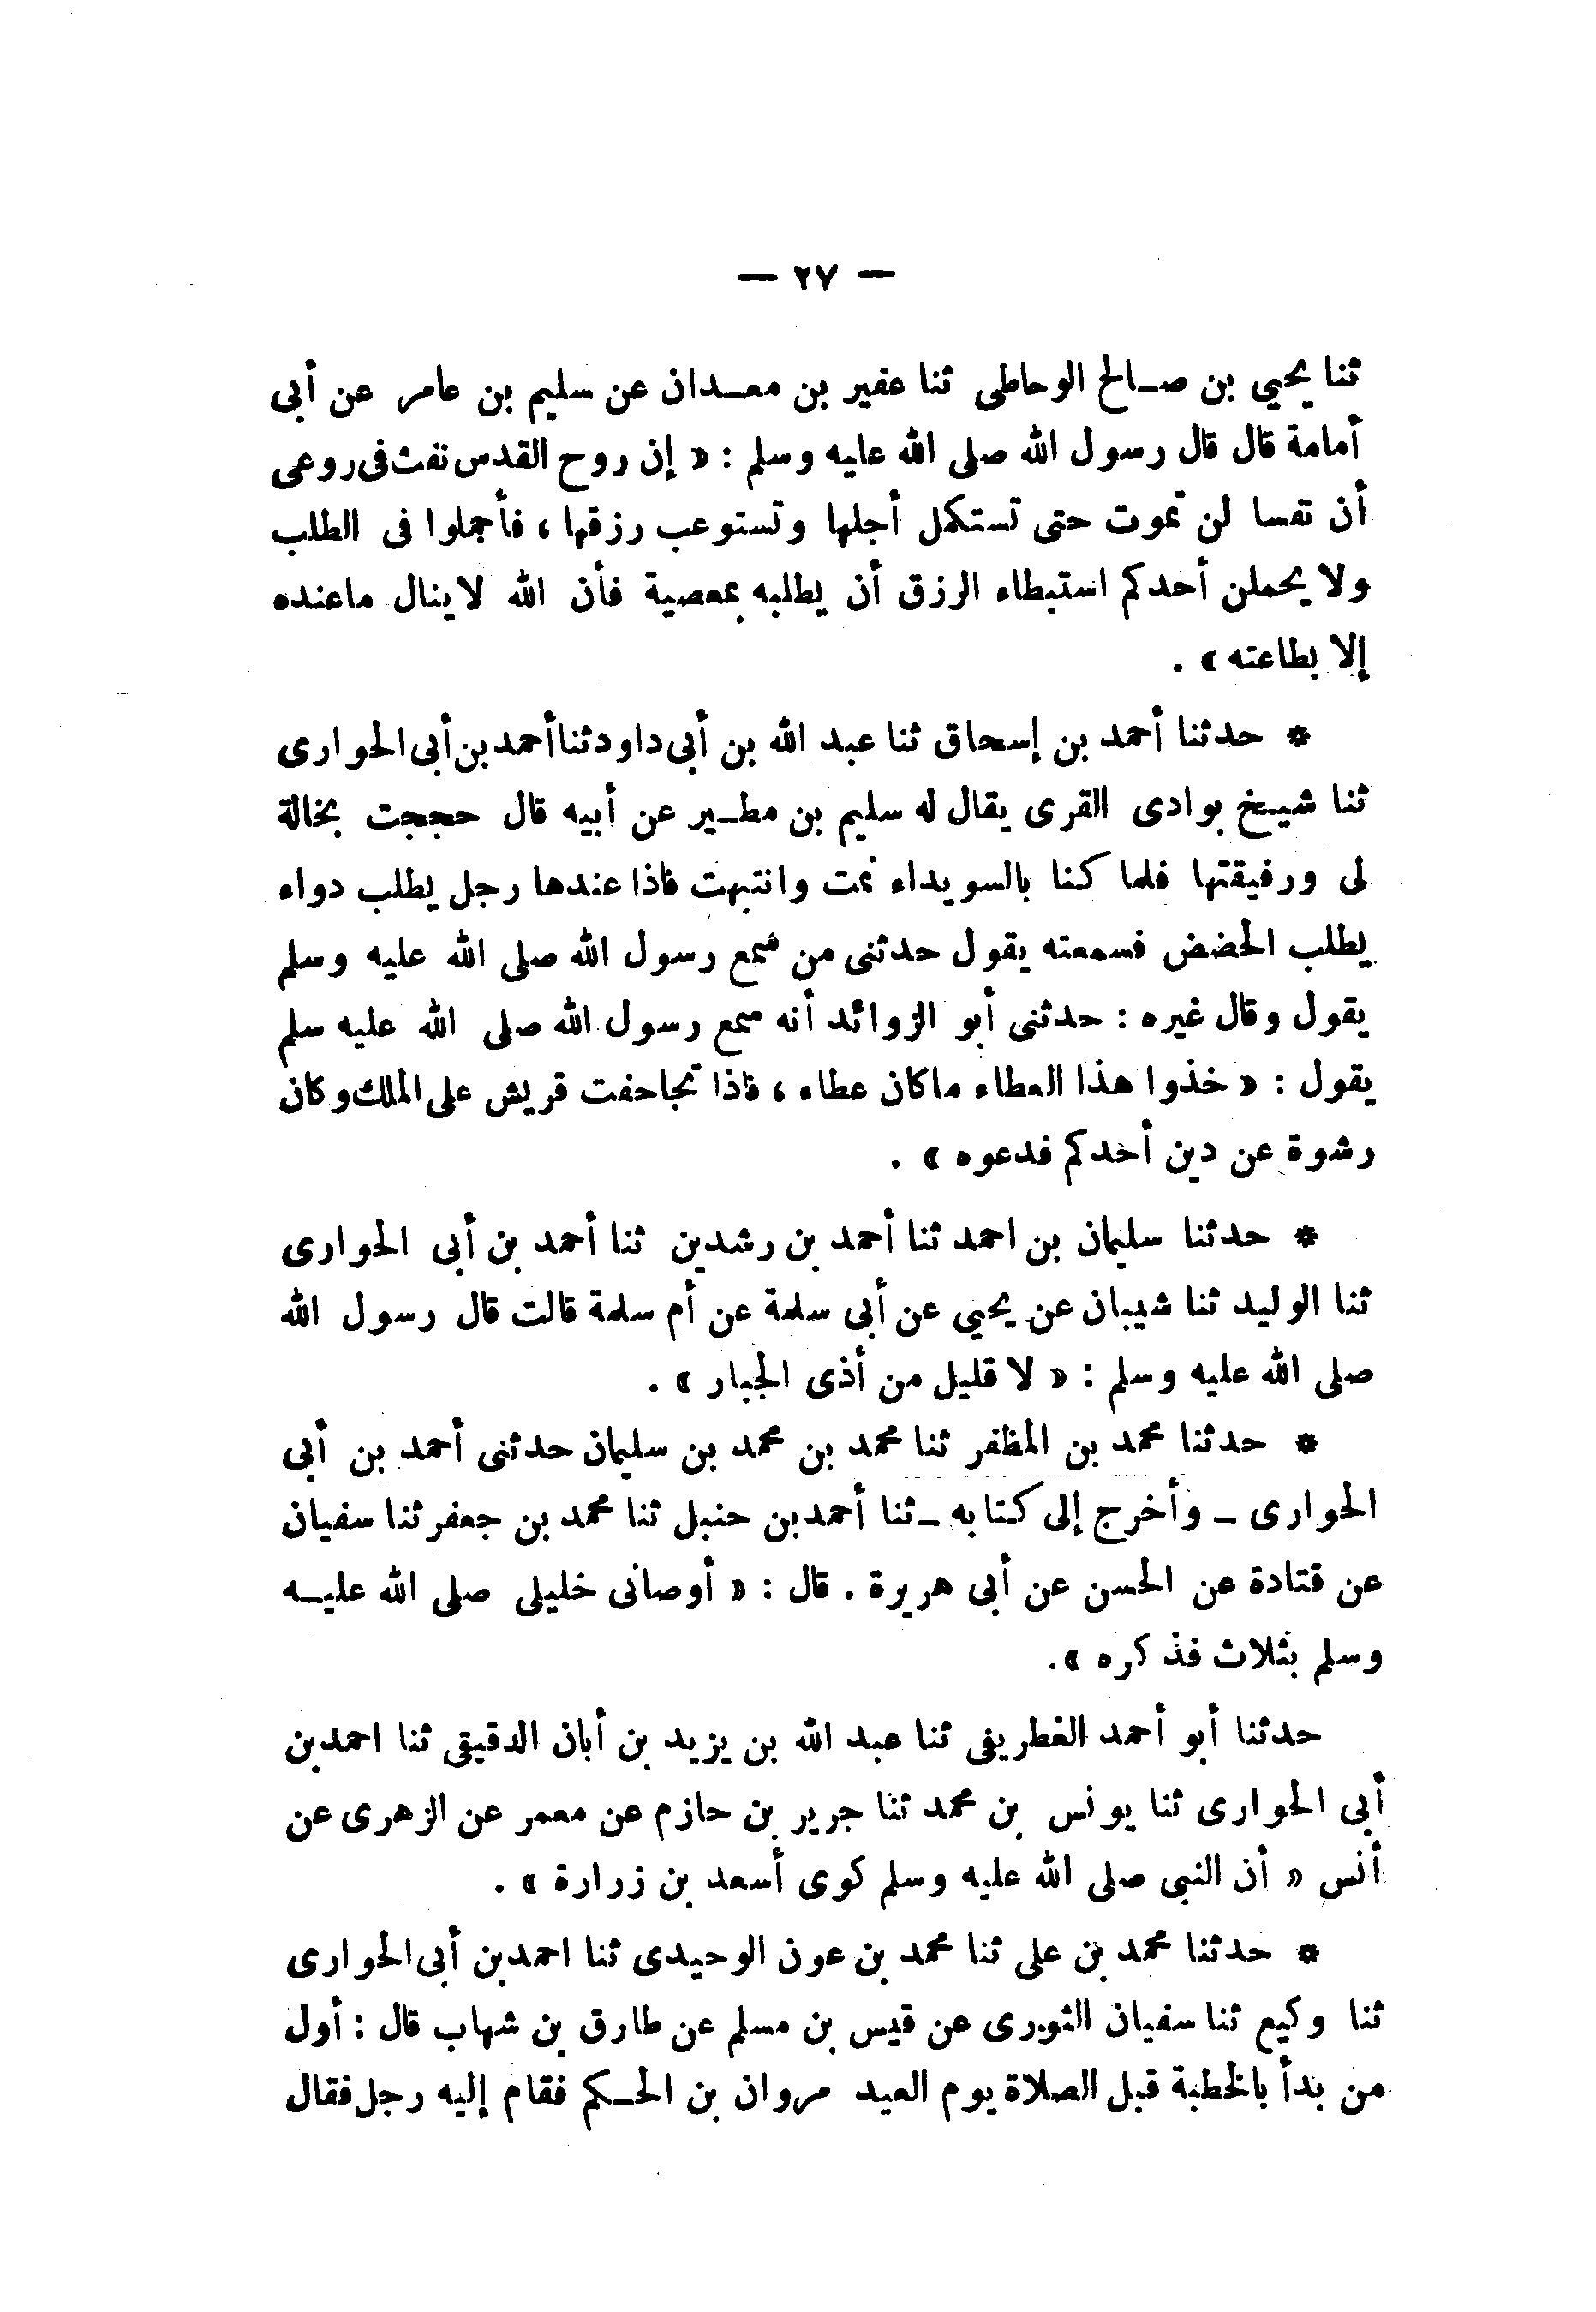 — ٢٧ —
ثنا يحيي بن صـالح الوحاطى ثنا عفير بن معـدان عن سليم بن عامر عن أبى
أمامة قال قال رسول الله صلى الله عليه وسلم : « إن روح القدس نفث فى روعى
أن نفسا لن تموت حتى تستكمل أجلها وتستوعب رزقها ، فأجملوا فى الطلب
ولا يحملن أحدكم استبطاء الرزق أن يطلبه بمعصية فأن الله لاينال ماعنده
إلا بطاعته » .
* حدثنا أحمد بن إسحاق ثنا عبد الله بن أبى داود ثنا أحمد بن أبى الحوارى
ثنا شيـخ بوادى القرى يقال له سليم بن مطـير عن أبيه قال حججت بخالة
لى ورفيقتها فلما كنا بالسويداء نمت وانتبهت فاذا عندها رجل يطلب دواء
يطلب الحضض فسمعته يقول حدثنى من سمع رسول الله صلى الله عليه وسلم
يقول وقال غيره : حدثنى أبو الزوائد أنه سمع رسول الله صلى الله عليه سلم
يقول : « خذوا هذا العطاء ماكان عطاء ، فاذا تجاحفت قريش على الملك وكان
رشوة عن دين أحدكم فدعوه » .
* حدثنا سليمان بن احمد ثنا أحمد بن رشدين ثنا أحمد بن أبى الحوارى
ثنا الوليد ثنا شيبان عن يحيي عن أبى سلمة عن أم سلمة قالت قال رسول الله
صلى الله عليه وسلم : « لا قليل من أذى الجار » .
* حدثنا محمد بن المظفر ثنا محمد بن محمد بن سليمان حدثنى أحمد بن أبى
الحوارى ـ وأخرج إلى كتابه ـ ثنا أحمد بن حنبل ثنا محمد بن جعفر ثنا سفيان
عن قتادة عن الحسن عن أبى هريرة . قال : « أوصانى خليلى صلى الله عليـه
وسلم بثلاث فذكره » .
حدثنا أبو أحمد الغطريفى ثنا عبد الله بن يزيد بن أبان الدقيقى ثنا احمد بن
أبى الحوارى ثنا يونس بن محمد ثنا جرير بن حازم عن معمر عن الزهرى عن
أنس « أن النبى صلى الله عليه وسلم كوى أسعد بن زرارة » .
* حدثنا محمد بن على ثنا محمد بن عون الوحيدى ثنا احمد بن أبى الحوارى
ثنا وكيع ثنا سفيان الثورى عن قيس بن مسلم عن طارق بن شهاب قال : أول
من بدأ بالخطبة قبل الصلاة يوم العيد مروان بن الحـكم فقام إليه رجل فقال